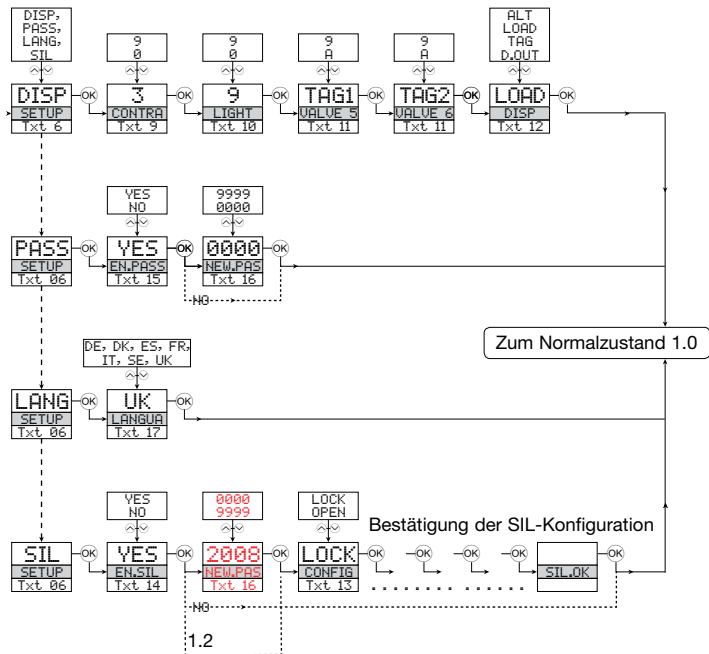 DISP,
PASS,
LANG,
SIL
9
0
9
0
9
A
9
A
ALT
LOAD
TAG
D.OUT
DISP
SETUP
Txt 6
OK
3
CONTRA
Txt 9
OK
9
LIGHT
Txt 10
OK
TAG1
VALVE 5
Txt 11
OK
TAG2
VALVE 6
Txt 11
OK
LOAD
DISP
Txt 12
OK
YES
NO
9999
0000
PASS
SETUP
Txt 06
OK
YES
EN.PASS
Txt 15
OK
0000
NEW.PAS
Txt 16
OK
NO
Zum Normalzustand 1.0
DE, DK, ES, FR,
IT, SE, UK
LANG
SETUP
Txt 06
OK
UK
LANGUA
Txt 17
OK
YES
NO
0000
9999
LOCK
OPEN
Bestätigung der SIL-Konfiguration
SIL
SETUP
Txt 06
OK
YES
EN.SIL
Txt 14
OK
2008
NEW.PAS
Txt 16
OK
LOCK
CONFIG
Txt 13
OK
OK
OK
OK
SIL.OK
OK
NO
1.2